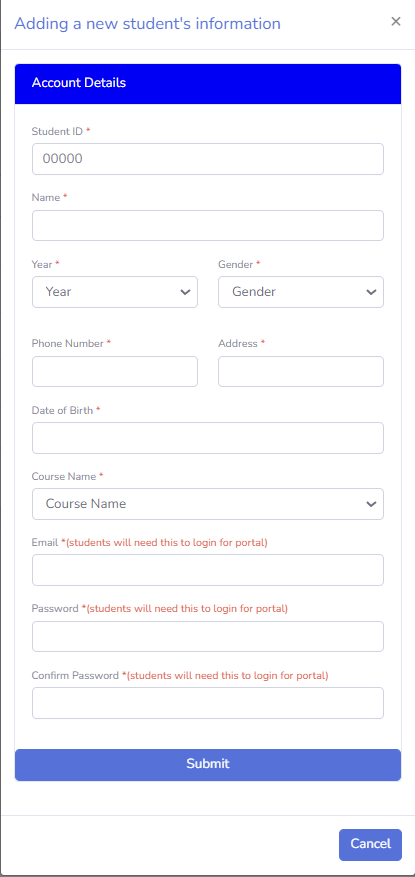 Adding a new student's information ×
Account Details
Student ID *
00000
Name *
Year * Gender *
Year Gender
Phone Number * Address *
Date of Birth *
Course Name *
Course Name
Email *(students will need this to login for portal)
Password *(students will need this to login for portal)
Confirm Password *(students will need this to login for portal)
Submit
Cancel